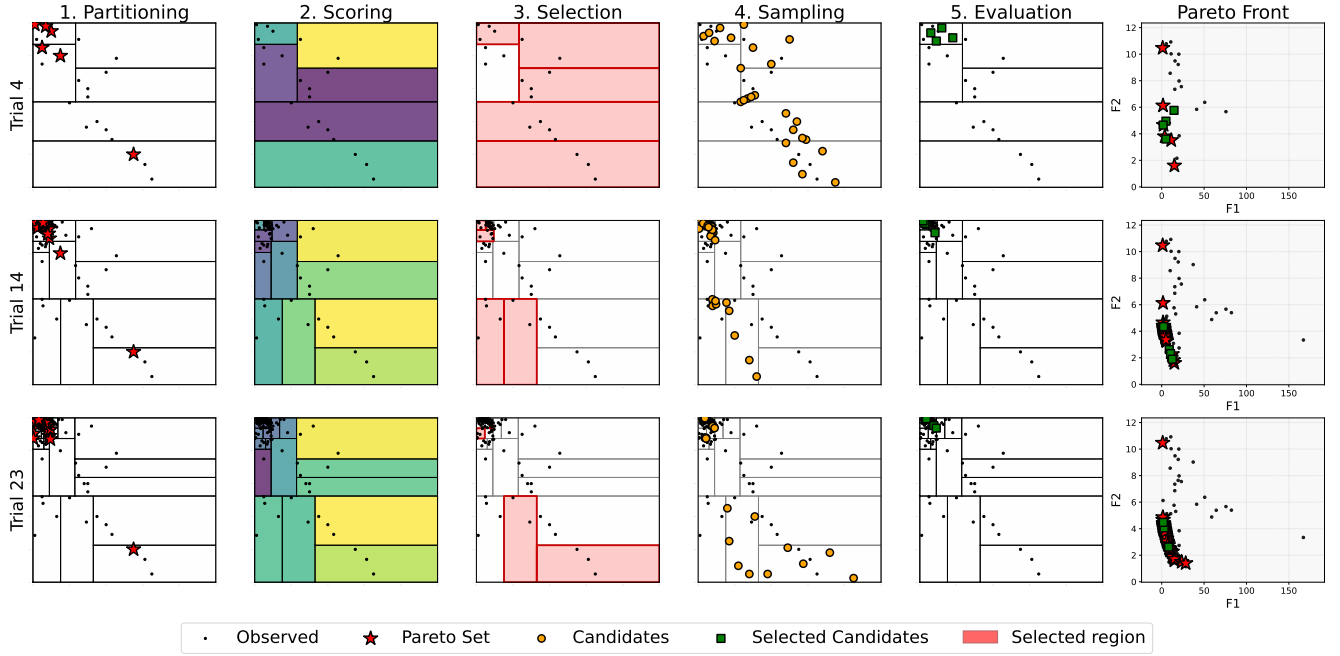 1. Partitioning 2. Scoring 3. Selection 4. Sampling 5. Evaluation Pareto Front
Trial 4
F2
12
10
8
6
4
2
0
0 50 100 150
F1
Trial 14
F2
12
10
8
6
4
2
0
0 50 100 150
F1
Trial 23
F2
12
10
8
6
4
2
0
0 50 100 150
F1
Observed Pareto Set Candidates Selected Candidates Selected region